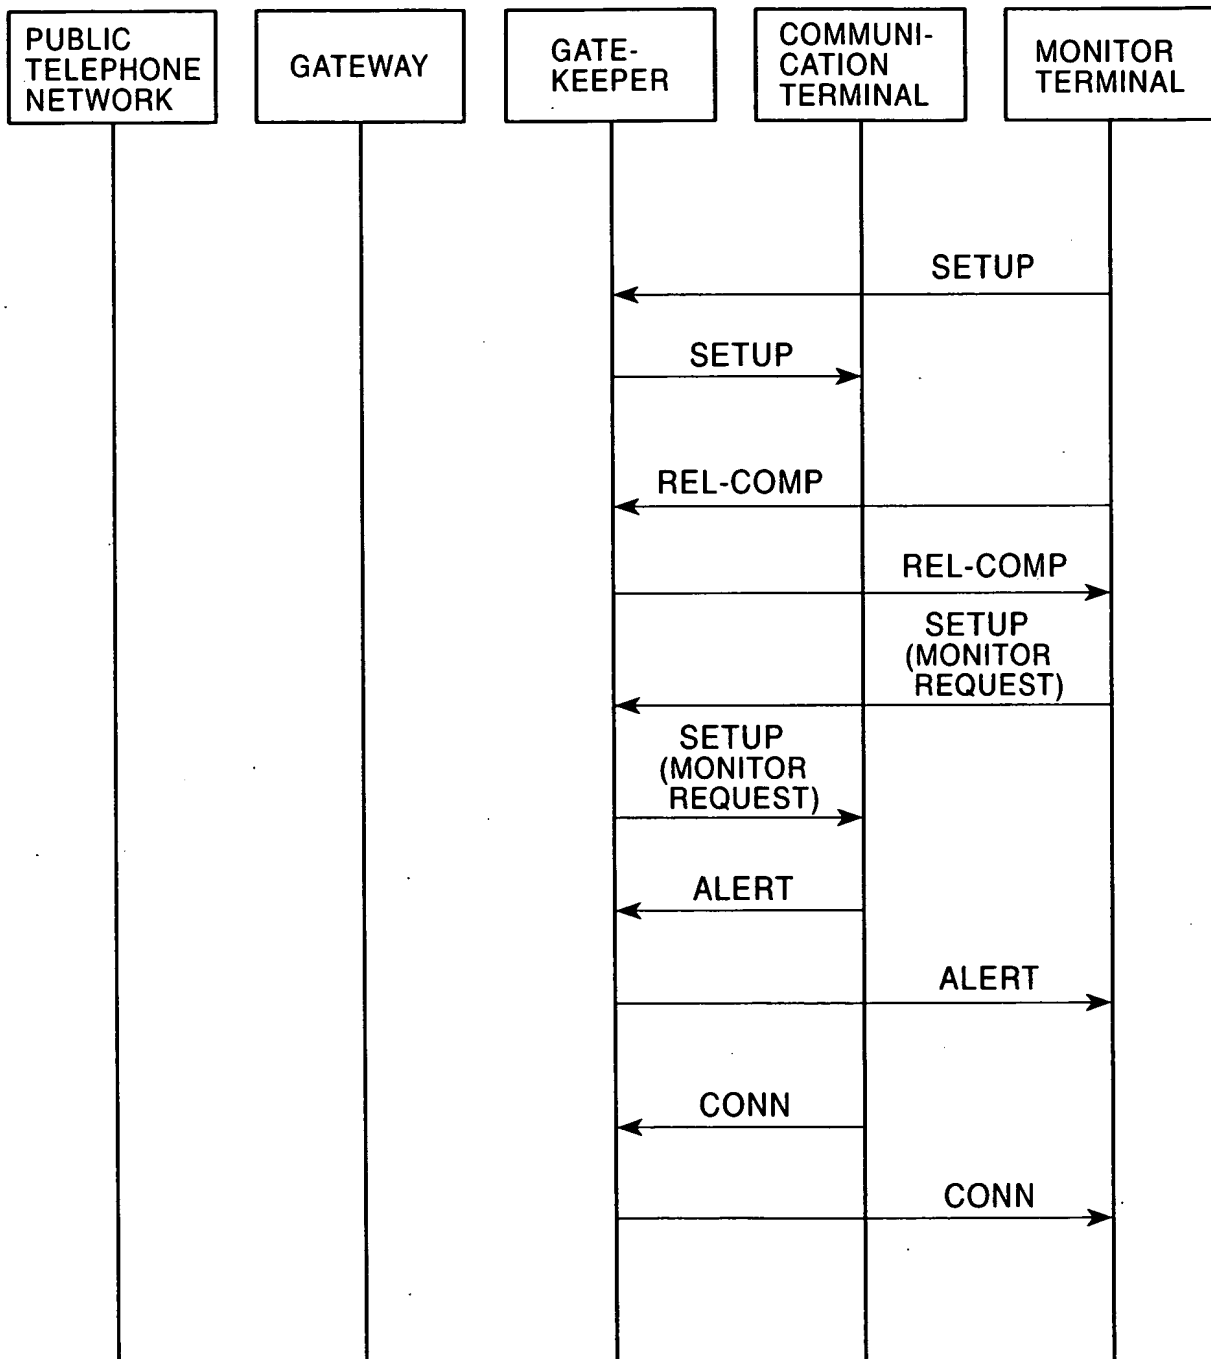 PUBLIC
TELEPHONE
NETWORK
GATEWAY
GATE-
KEEPER
COMMUNI-
CATION
TERMINAL
MONITOR
TERMINAL
SETUP
SETUP
REL-COMP
REL-COMP
SETUP
(MONITOR
REQUEST)
SETUP
(MONITOR
REQUEST)
ALERT
ALERT
CONN
CONN